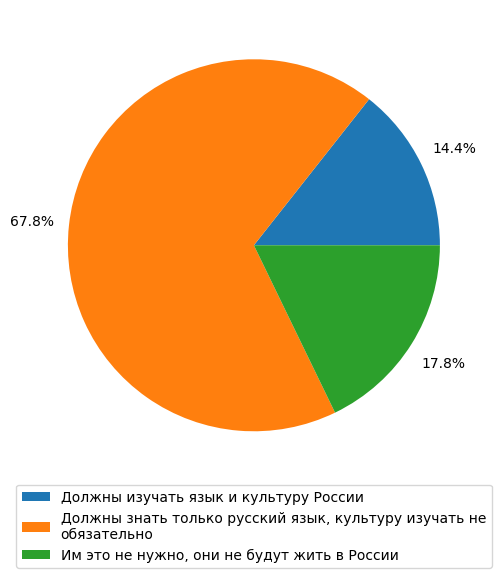 14.4%
67.8%
17.8%
Должны изучать язык и культуру России
Должны знать только русский язык, культуру изучать не
обязательно
Им это не нужно, они не будут жить в России